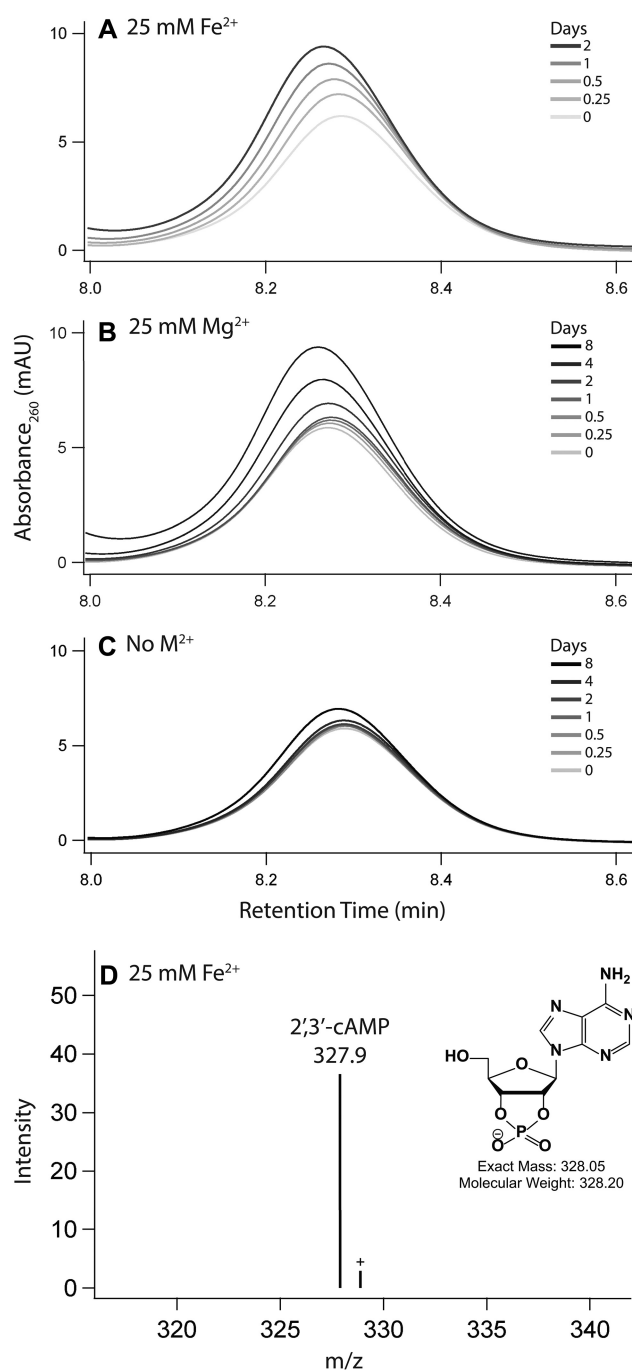 A 25 mM Fe2+
Days
2
1
0.5
0.25
0
10
5
0
8.0 8.2 8.4 8.6
B 25 mM Mg2+
Days
8
4
2
1
0.5
0.25
0
10
5
0
8.0 8.2 8.4 8.6
Absorbance260 (mAU)
C No M2+
Days
8
4
2
1
0.5
0.25
0
10
5
0
8.0 8.2 8.4 8.6
Retention Time (min)
D 25 mM Fe2+
50
40
30
20
10
0
Intensity
2',3'-cAMP
327.9
+
NH2
N
N
N
N
HO
O
O
O
P
⊖
O
O
Exact Mass: 328.05
Molecular Weight: 328.20
320 325 330 335 340
m/z